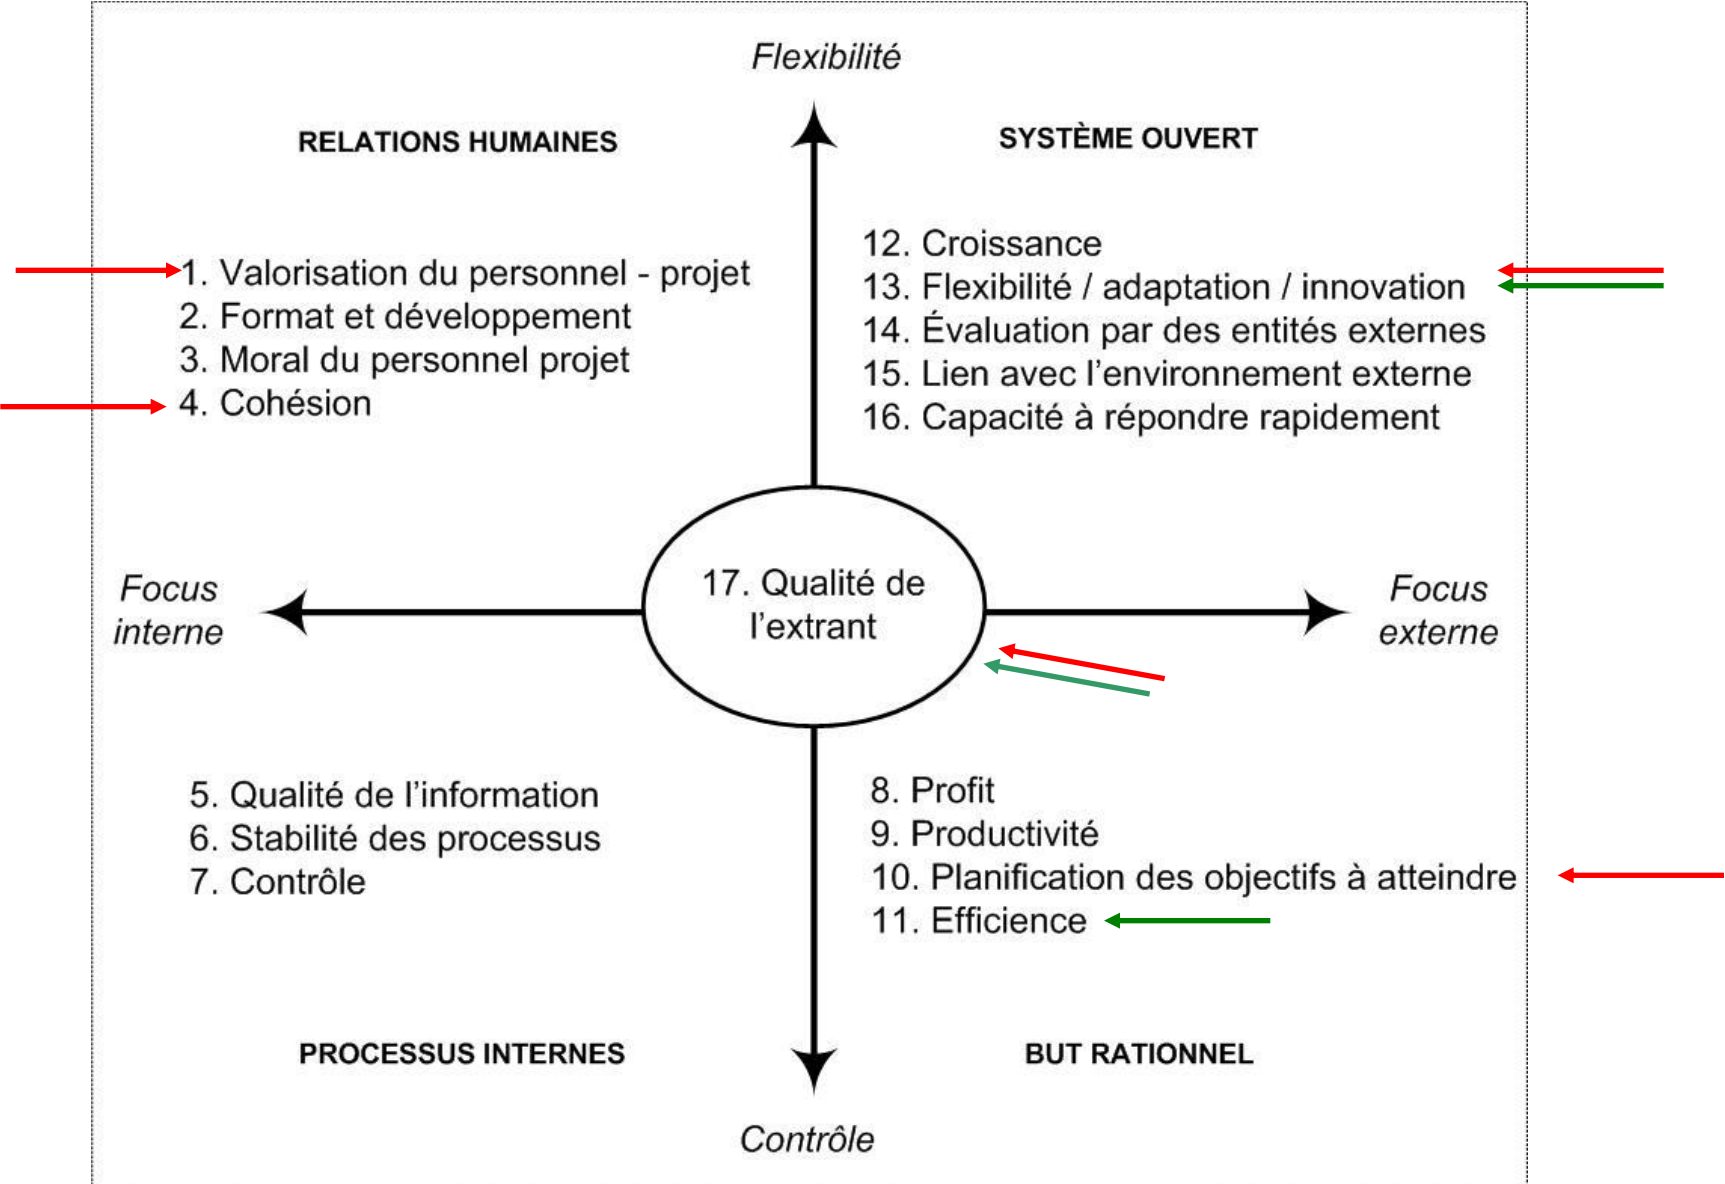 Flexibilité
RELATIONS HUMAINES
SYSTÈME OUVERT
1. Valorisation du personnel - projet
2. Format et développement
3. Moral du personnel projet
4. Cohésion
12. Croissance
13. Flexibilité / adaptation / innovation
14. Évaluation par des entités externes
15. Lien avec l'environnement externe
16. Capacité à répondre rapidement
Focus
interne
17. Qualité de
l'extrant
Focus
externe
5. Qualité de l'information
6. Stabilité des processus
7. Contrôle
8. Profit
9. Productivité
10. Planification des objectifs à atteindre
11. Efficience
PROCESSUS INTERNES
BUT RATIONNEL
Contrôle